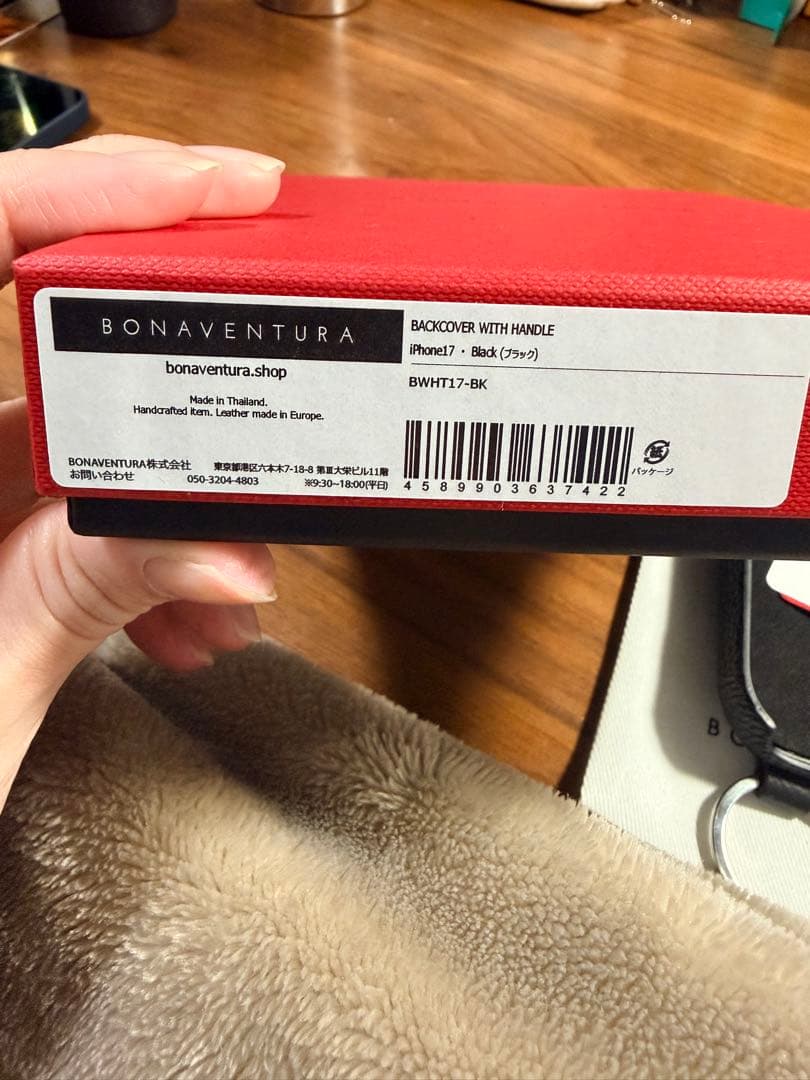 BONAVENTURA
bonaventura.shop
Made in Thailand.
Handcrafted item. Leather made in Europe.
BONAVENTURA株式会社 東京都港区六本木7-18-8 第Ⅲ大栄ビル11階
お問い合わせ 050-3204-4803 ※9:30~18:00(平日)
BACKCOVER WITH HANDLE
iPhone17 ・ Black (ブラック)
BWHT17-BK
4589903637422
紙
パッケージ
B O